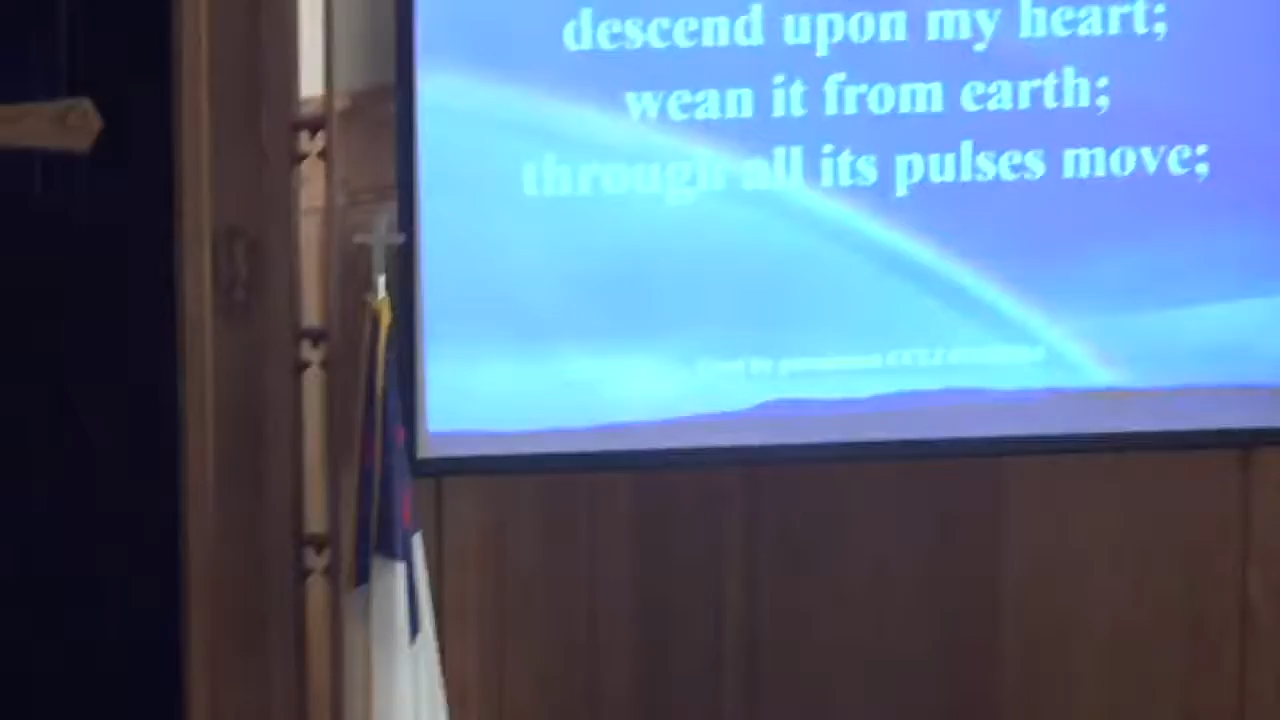 descend upon my heart;
wean it from earth;
through all its pulses move;